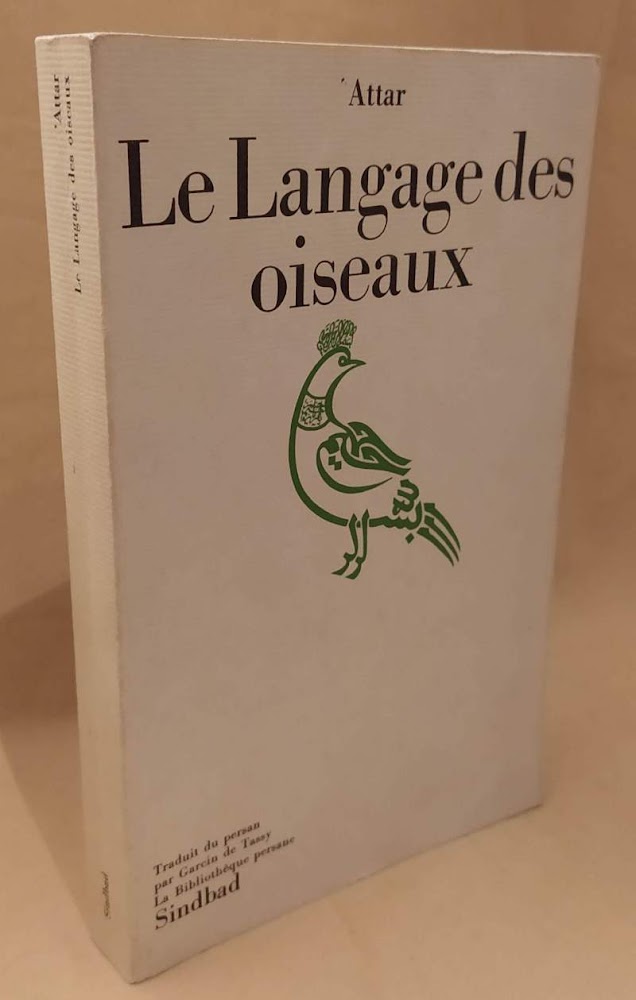 'Attar
Le Langage des
oiseaux
Traduit du persan
par Garcin de Tassy
La Bibliothèque persane
Sindbad
'Attar
Le Langage des oiseaux
Sindbad